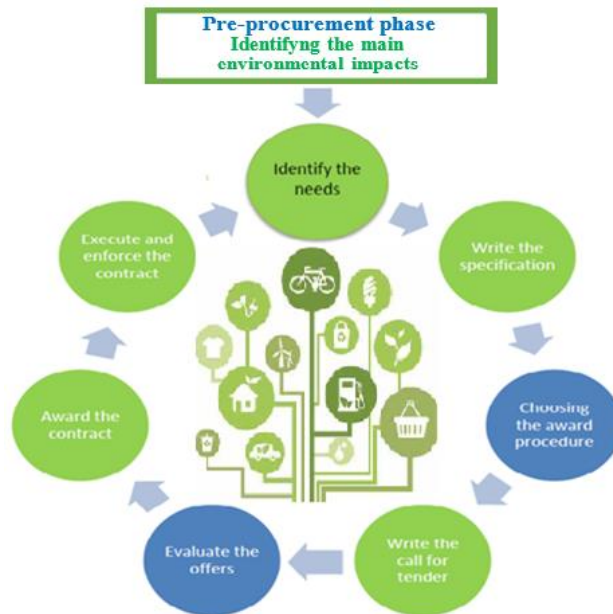 Pre-procurement phase
Identifyng the main
environmental impacts
Identify the
needs
Write the
specification
Choosing
the award
procedure
Write the
call for
tender
Evaluate the
offers
Award the
contract
Execute and
enforce the
contract